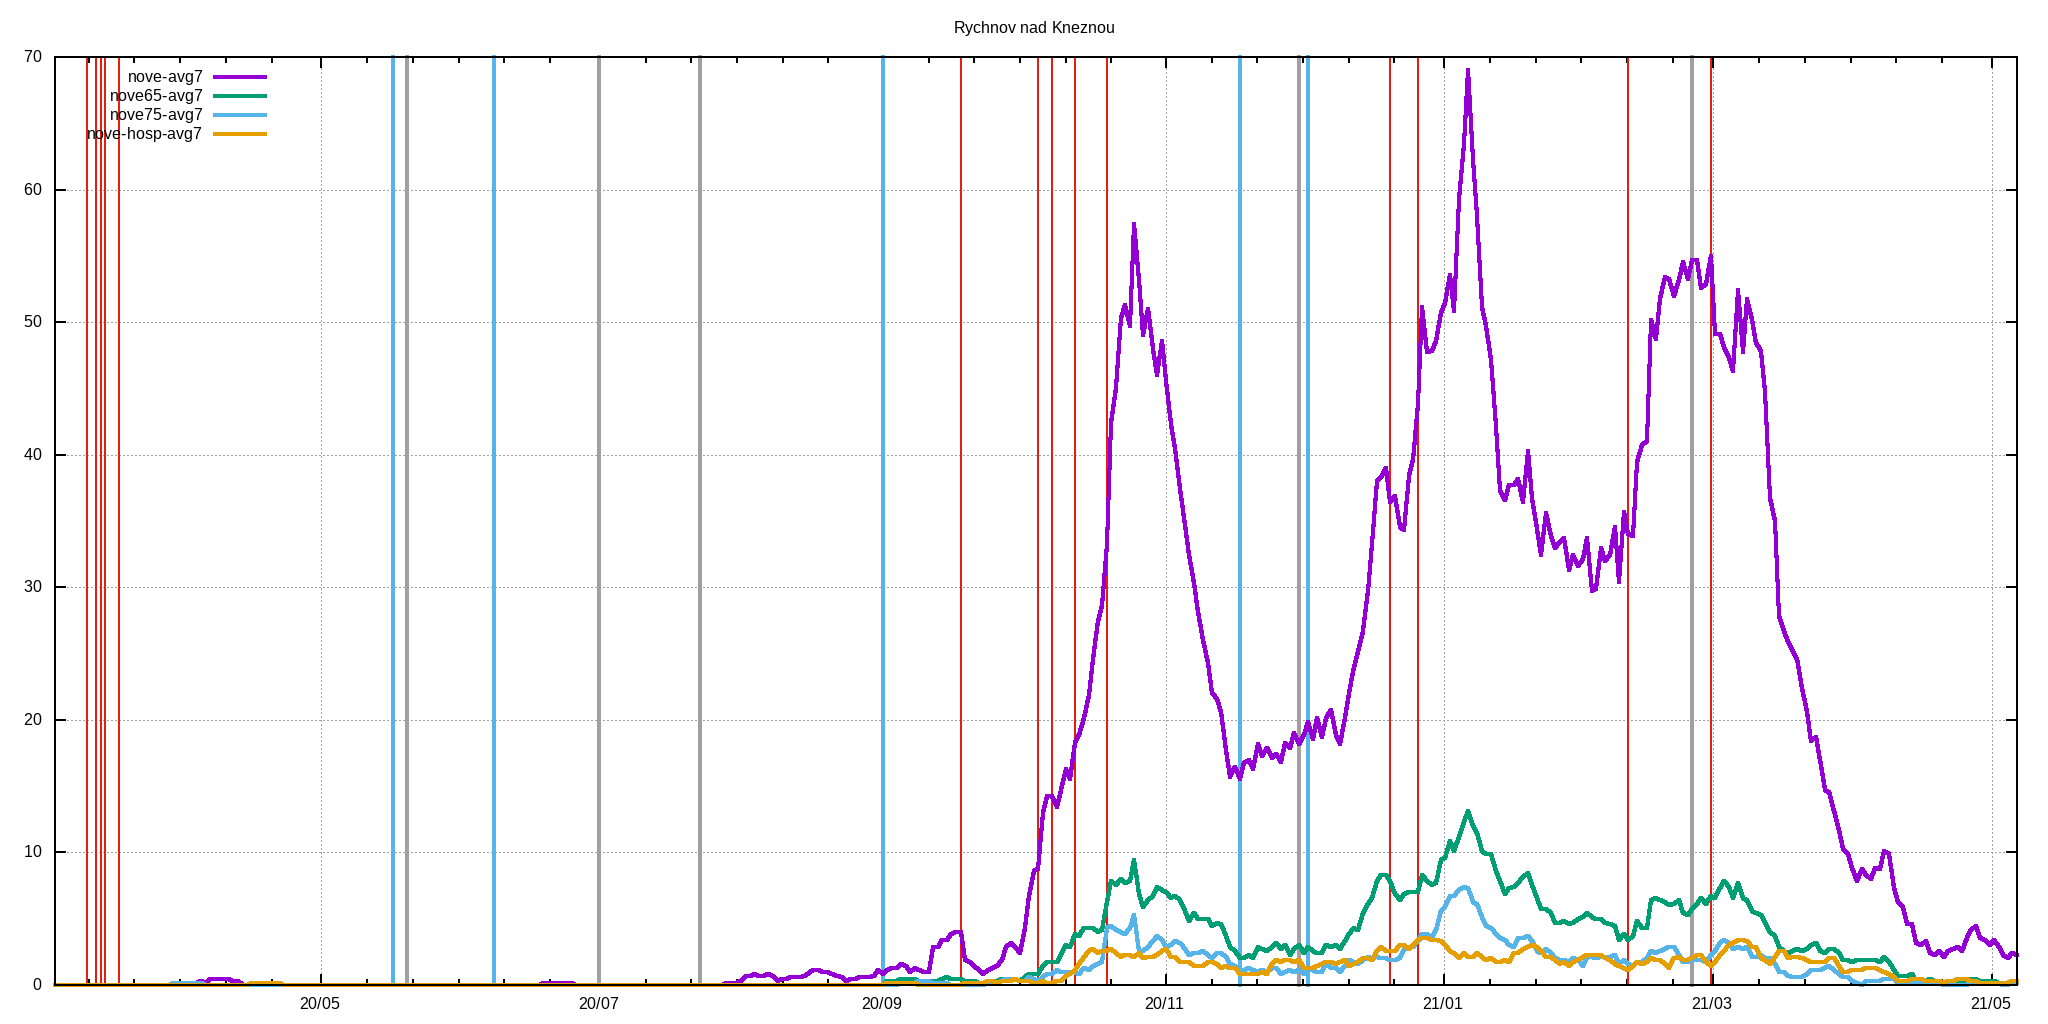 Rychnov nad Kneznou
70
nove-avg7
nove65-avg7
nove75-avg7
nove-hosp-avg7
60
50
40
30
20
10
0
20/05 20/07 20/09 20/11 21/01 21/03 21/05